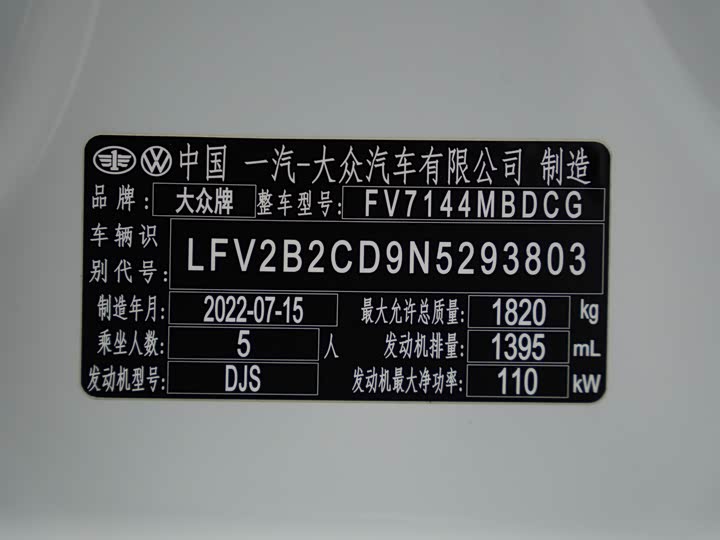 中国 一汽-大众汽车有限公司 制造
品牌: 大众牌 整车型号: FV7144MBDCG
车辆识别代号: LFV2B2CD9N5293803
制造年月: 2022-07-15 最大允许总质量: 1820 kg
乘坐人数: 5 人 发动机排量: 1395 mL
发动机型号: DJS 发动机最大净功率: 110 kW